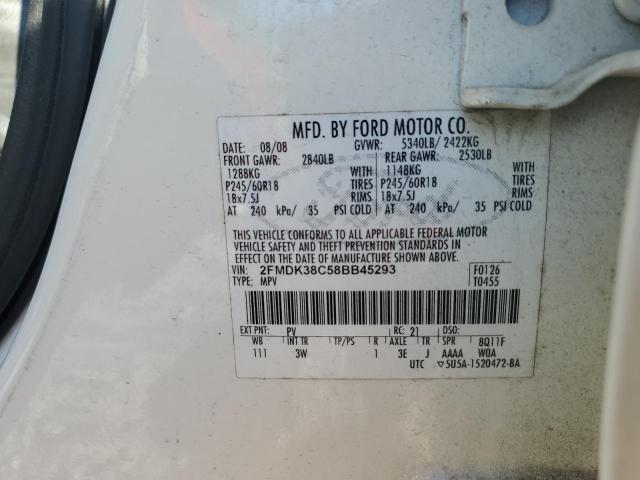 MFD. BY FORD MOTOR CO.
DATE: 08/08 GVWR: 5340LB/ 2422KG
FRONT GAWR: 2840LB REAR GAWR: 2530LB
1288KG 1148KG
P245/60R18 TIRES P245/60R18 TIRES
18x7.5J RIMS 18x7.5J RIMS
AT 240 kPa/ 35 PSI COLD AT 240 kPa/ 35 PSI COLD
THIS VEHICLE CONFORMS TO ALL APPLICABLE FEDERAL MOTOR
VEHICLE SAFETY AND THEFT PREVENTION STANDARDS IN
EFFECT ON THE DATE OF MANUFACTURE SHOWN ABOVE.
VIN: 2FMDK38C58BB45293 F0126
TYPE: MPV T0455
EXT PNT: PV RC: 21 DSO:
WB INT TR TP/PS R AXLE TR SPR 8Q11F
111 3W 1 3E J AAAA W0A
UTC ▽5U5A-1520472-BA